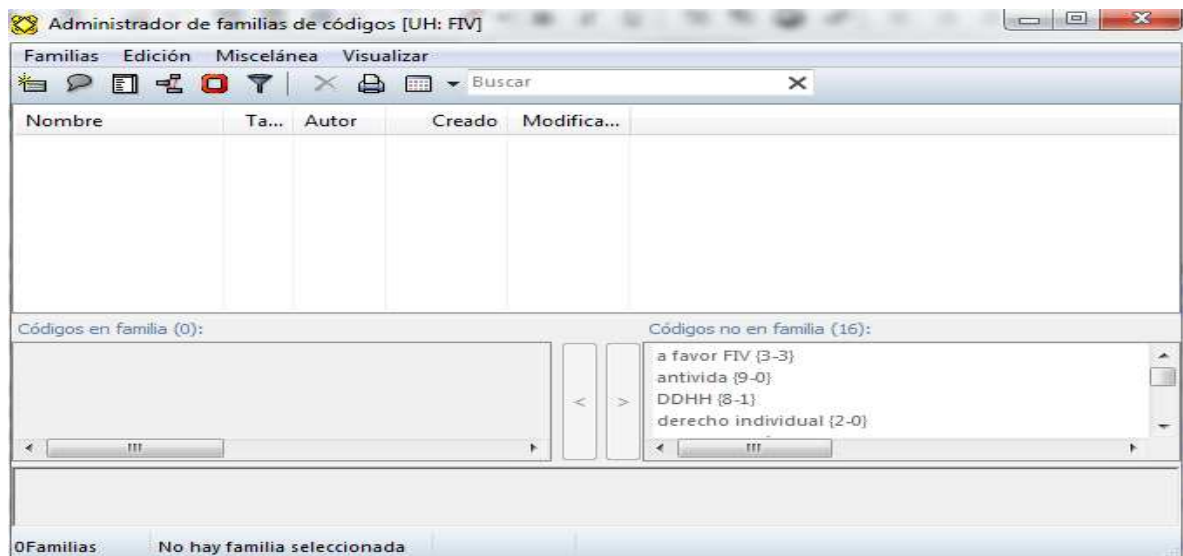 Administrador de familias de códigos [UH: FIV]
Familias Edición Miscelánea Visualizar
Buscar
Nombre Ta... Autor Creado Modifica...
Códigos en familia (0):
Códigos no en familia (16):
a favor FIV {3-3}
antivida {9-0}
DDHH {8-1}
derecho individual {2-0}
< >
0Familias No hay familia seleccionada